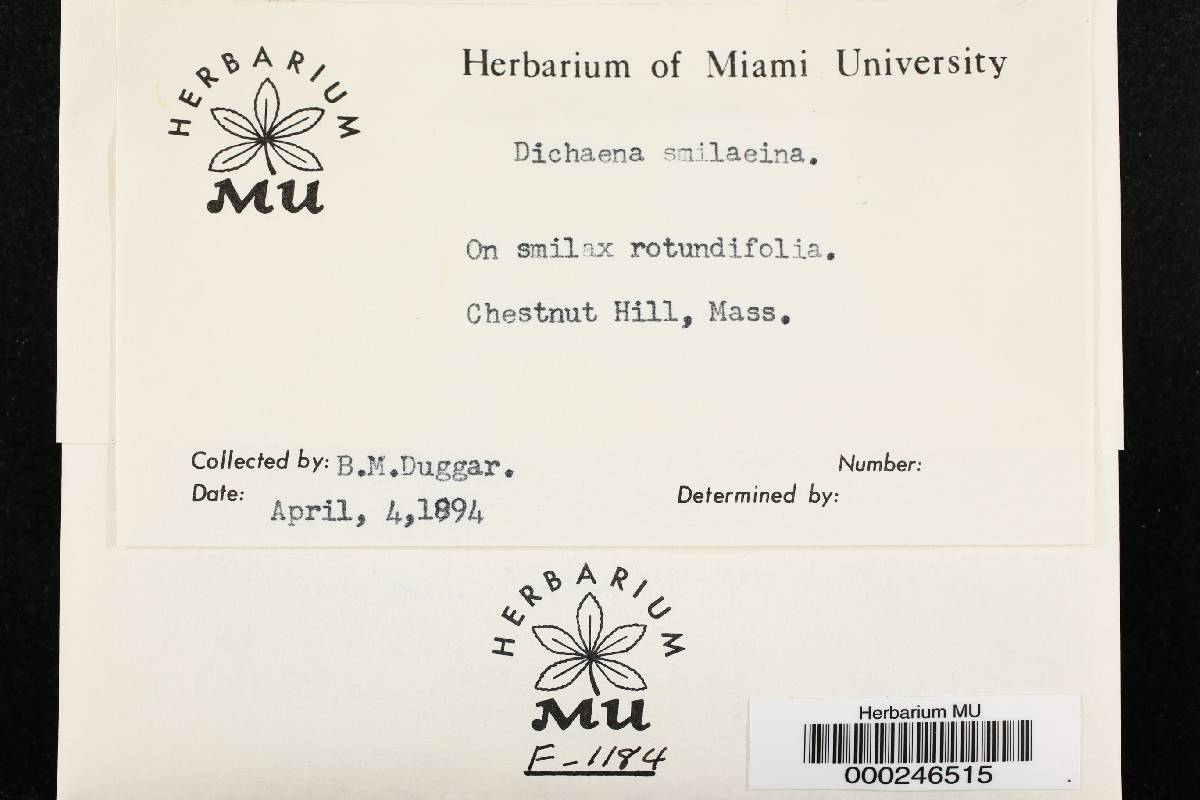 HERBARIUM
MU
Herbarium of Miami University
Dichaena smilaeina.
On smilax rotundifolia.
Chestnut Hill, Mass.
Collected by: B.M.Duggar.
Number:
Date: April, 4,1894
Determined by:
HERBARIUM
MU
F-1184
Herbarium MU
000246515